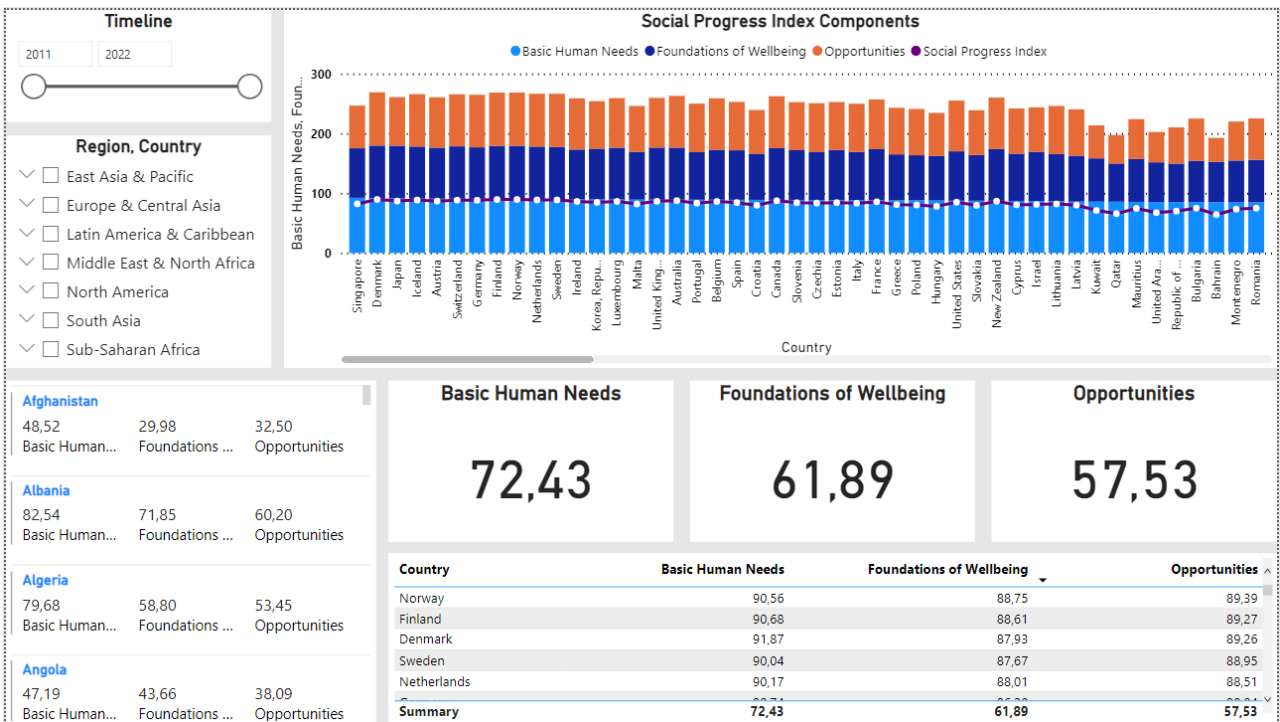 Timeline
2011 2022
Region, Country
East Asia & Pacific
Europe & Central Asia
Latin America & Caribbean
Middle East & North Africa
North America
South Asia
Sub-Saharan Africa
Social Progress Index Components
Basic Human Needs Foundations of Wellbeing Opportunities Social Progress Index
Basic Human Needs, Foun...
300
200
100
0
Singapore
Denmark
Japan
Iceland
Austria
Switzerland
Germany
Finland
Norway
Netherlands
Sweden
Ireland
Korea, Repu...
Luxembourg
Malta
United King...
Australia
Portugal
Belgium
Spain
Croatia
Canada
Slovenia
Czechia
Estonia
Italy
France
Greece
Poland
Hungary
United States
Slovakia
New Zealand
Cyprus
Israel
Lithuania
Latvia
Kuwait
Qatar
Mauritius
United Ara...
Republic of ...
Bulgaria
Bahrain
Montenegro
Romania
Country
Afghanistan
48,52 29,98 32,50
Basic Human... Foundations ... Opportunities
Albania
82,54 71,85 60,20
Basic Human... Foundations ... Opportunities
Algeria
79,68 58,80 53,45
Basic Human... Foundations ... Opportunities
Angola
47,19 43,66 38,09
Basic Human... Foundations ... Opportunities
Basic Human Needs
72,43
Foundations of Wellbeing
61,89
Opportunities
57,53
Country Basic Human Needs Foundations of Wellbeing Opportunities
Norway 90,56 88,75 89,39
Finland 90,68 88,61 89,27
Denmark 91,87 87,93 89,26
Sweden 90,04 87,67 88,95
Netherlands 90,17 88,01 88,51
Summary 72,43 61,89 57,53